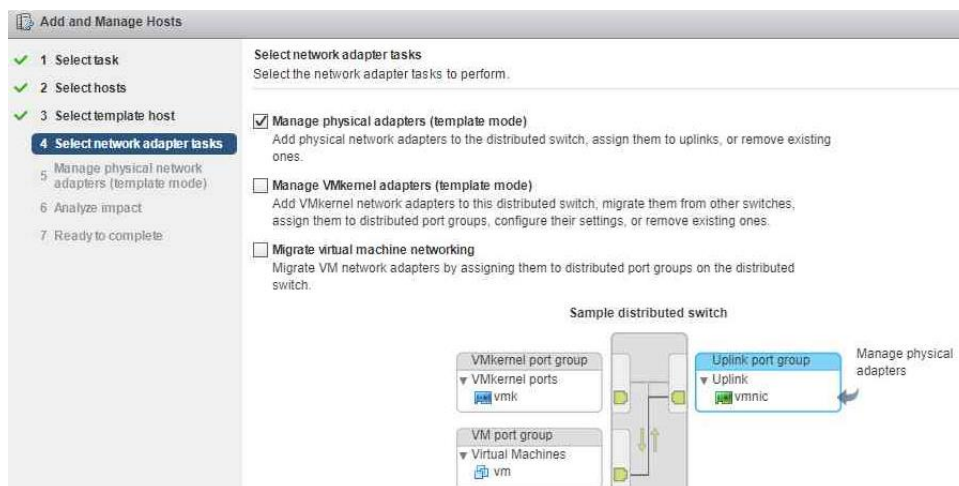 Add and Manage Hosts
1 Select task
2 Select hosts
3 Select template host
4 Select network adapter tasks
5 Manage physical network
adapters (template mode)
6 Analyze impact
7 Ready to complete
Select network adapter tasks
Select the network adapter tasks to perform.
Manage physical adapters (template mode)
Add physical network adapters to the distributed switch, assign them to uplinks, or remove existing
ones.
Manage VMkernel adapters (template mode)
Add VMkernel network adapters to this distributed switch, migrate them from other switches,
assign them to distributed port groups, configure their settings, or remove existing ones.
Migrate virtual machine networking
Migrate VM network adapters by assigning them to distributed port groups on the distributed
switch.
Sample distributed switch
VMkernel port group
VMkernel ports
vmk
Uplink port group
Uplink
vmnic
Manage physical
adapters
VM port group
Virtual Machines
vm